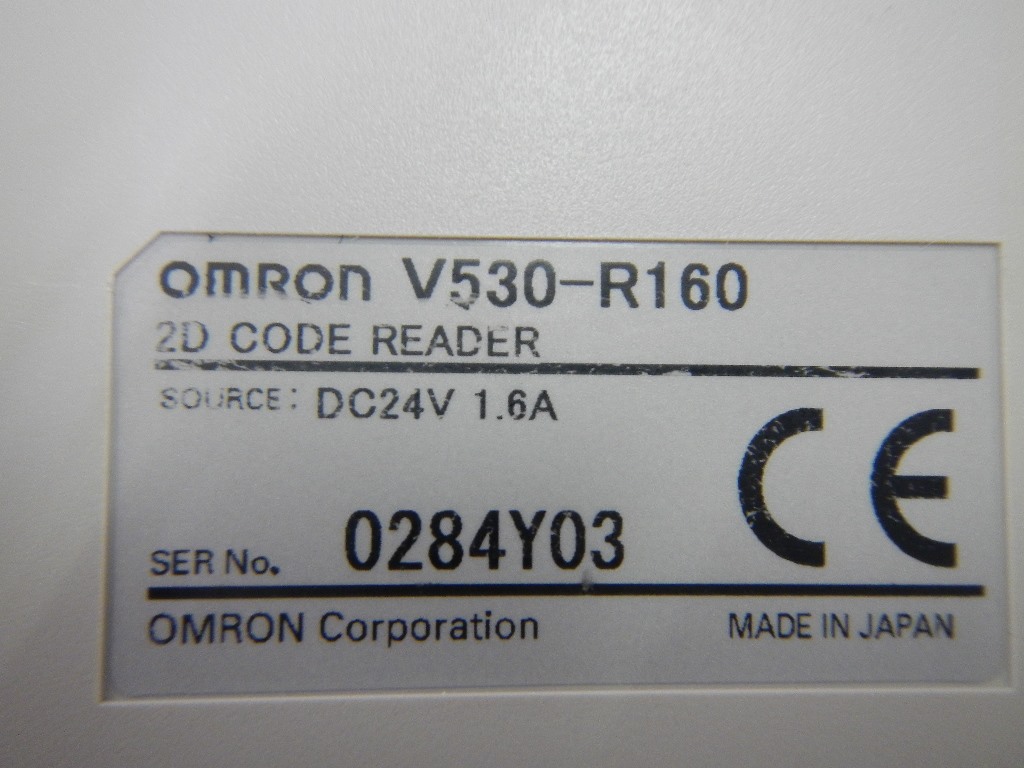 OMRON V530-R160
2D CODE READER
SOURCE: DC24V 1.6A
CE
SER No. 0284Y03
OMRON Corporation MADE IN JAPAN